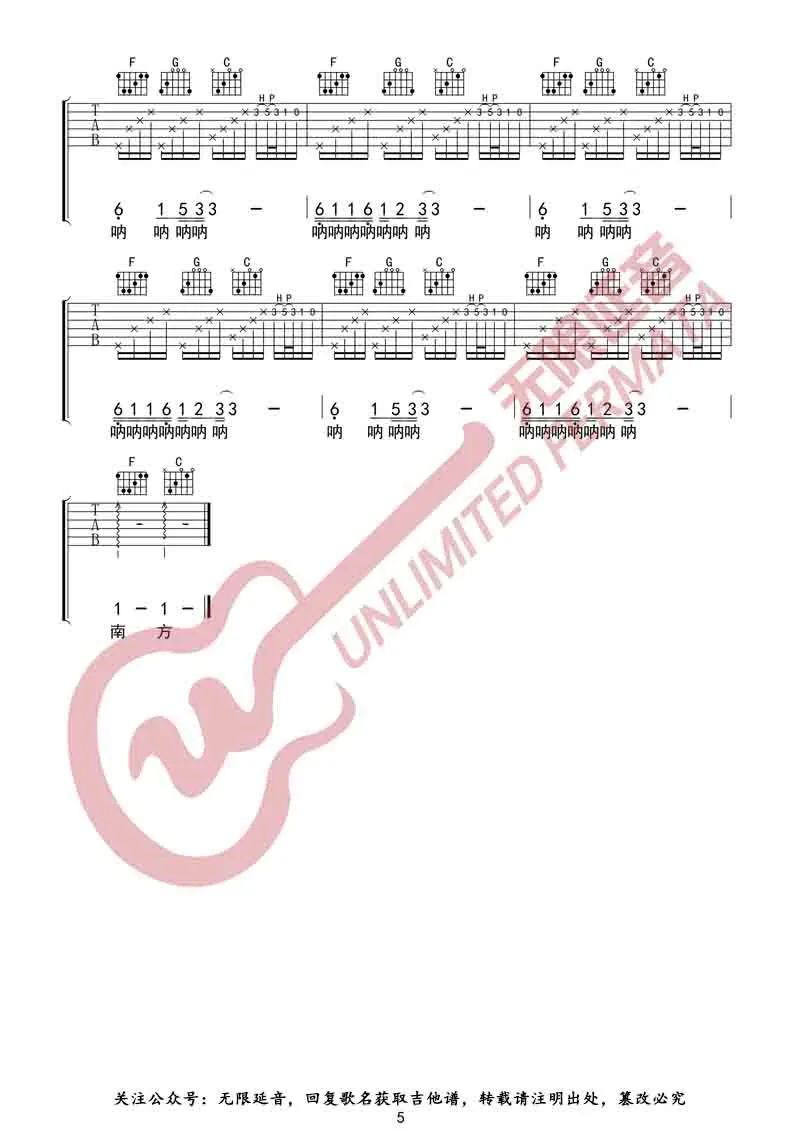 F G C F G C F G C
H P H P H P
T 3 5 3 1 0 3 5 3 1 0 3 5 3 1 0
A
B
6 1 5 3 3 - 6 1 1 6 1 2 3 3 - 6 1 5 3 3 -
呐 呐 呐呐 呐呐呐呐呐呐 呐 呐 呐 呐呐
F G C F G C F G C
H P H P H P
T 3 5 3 1 0 3 5 3 1 0 3 5 3 1 0
A
B
6 1 1 6 1 2 3 3 - 6 1 5 3 3 - 6 1 1 6 1 2 3 3 -
呐呐呐呐呐呐 呐 呐 呐 呐呐 呐呐呐呐呐呐 呐
F C
T
A - -
B
1 - 1 -
南 方
无限延音
UNLIMITED FERMATA
关注公众号：无限延音，回复歌名获取吉他谱，转载请注明出处，篡改必究
5